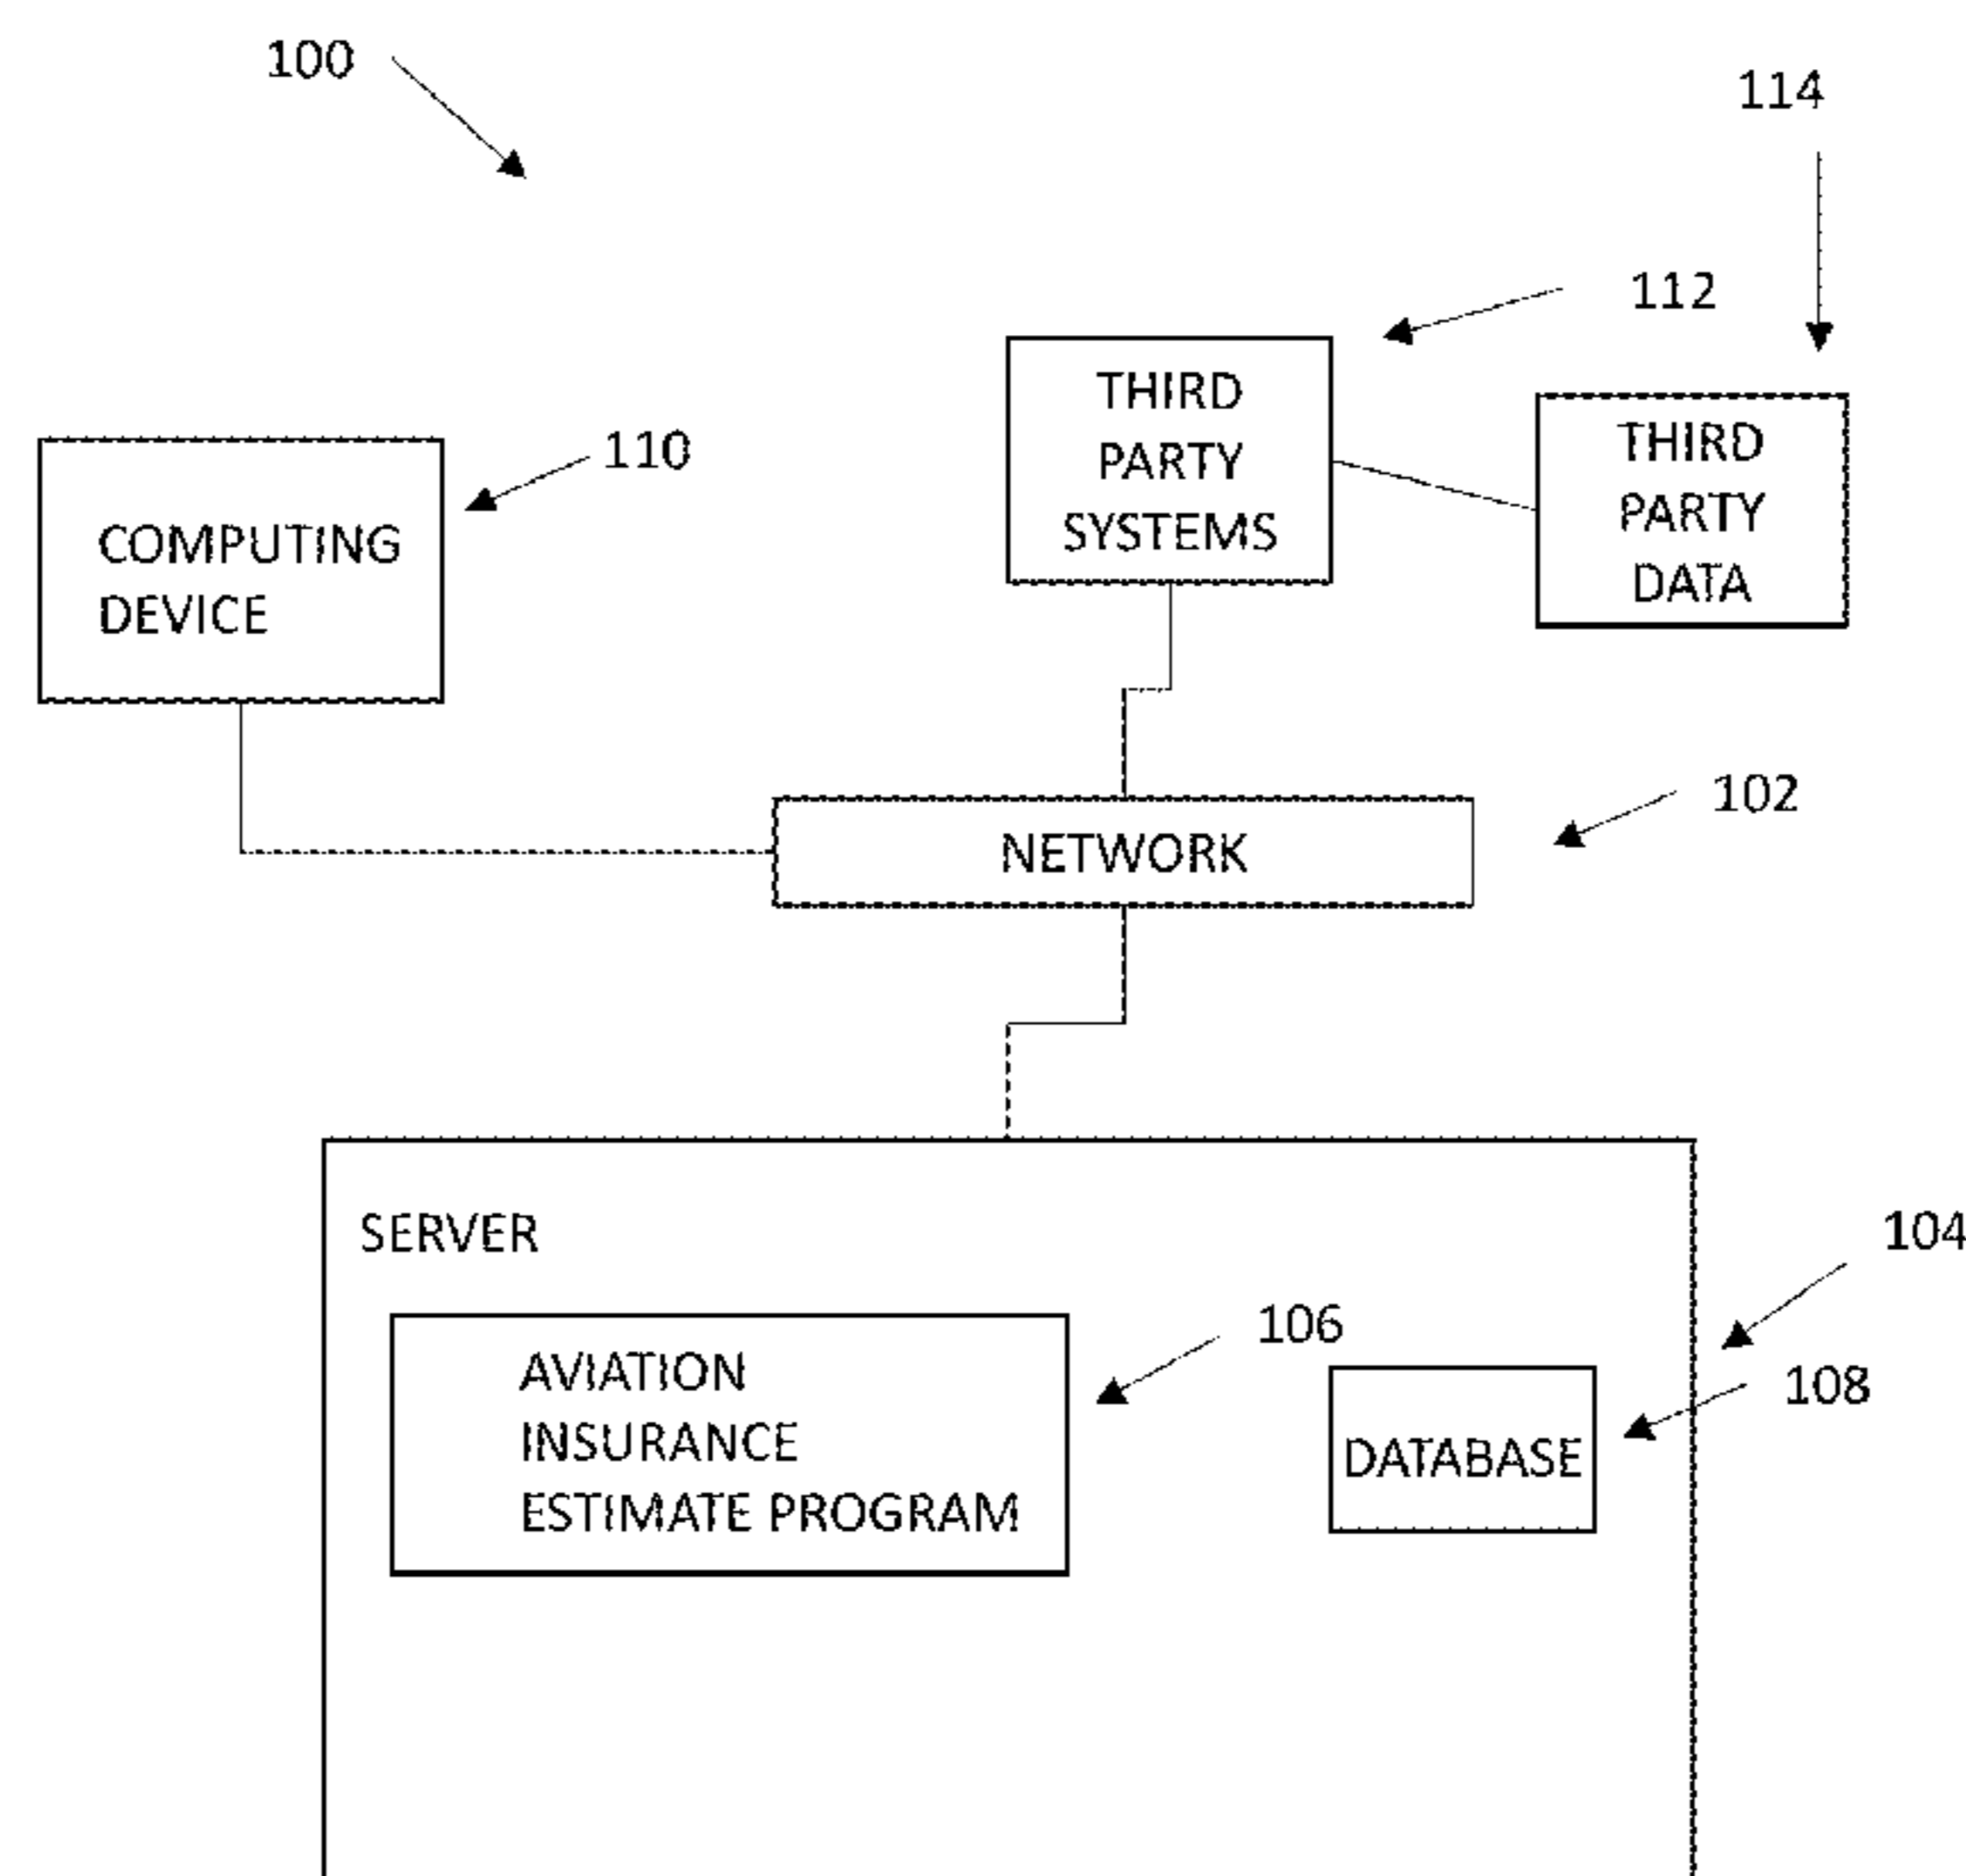 100
114
112
THIRD
PARTY
SYSTEMS
THIRD
PARTY
DATA
110
COMPUTING
DEVICE
102
NETWORK
SERVER
104
106
AVIATION
INSURANCE
ESTIMATE PROGRAM
108
DATABASE